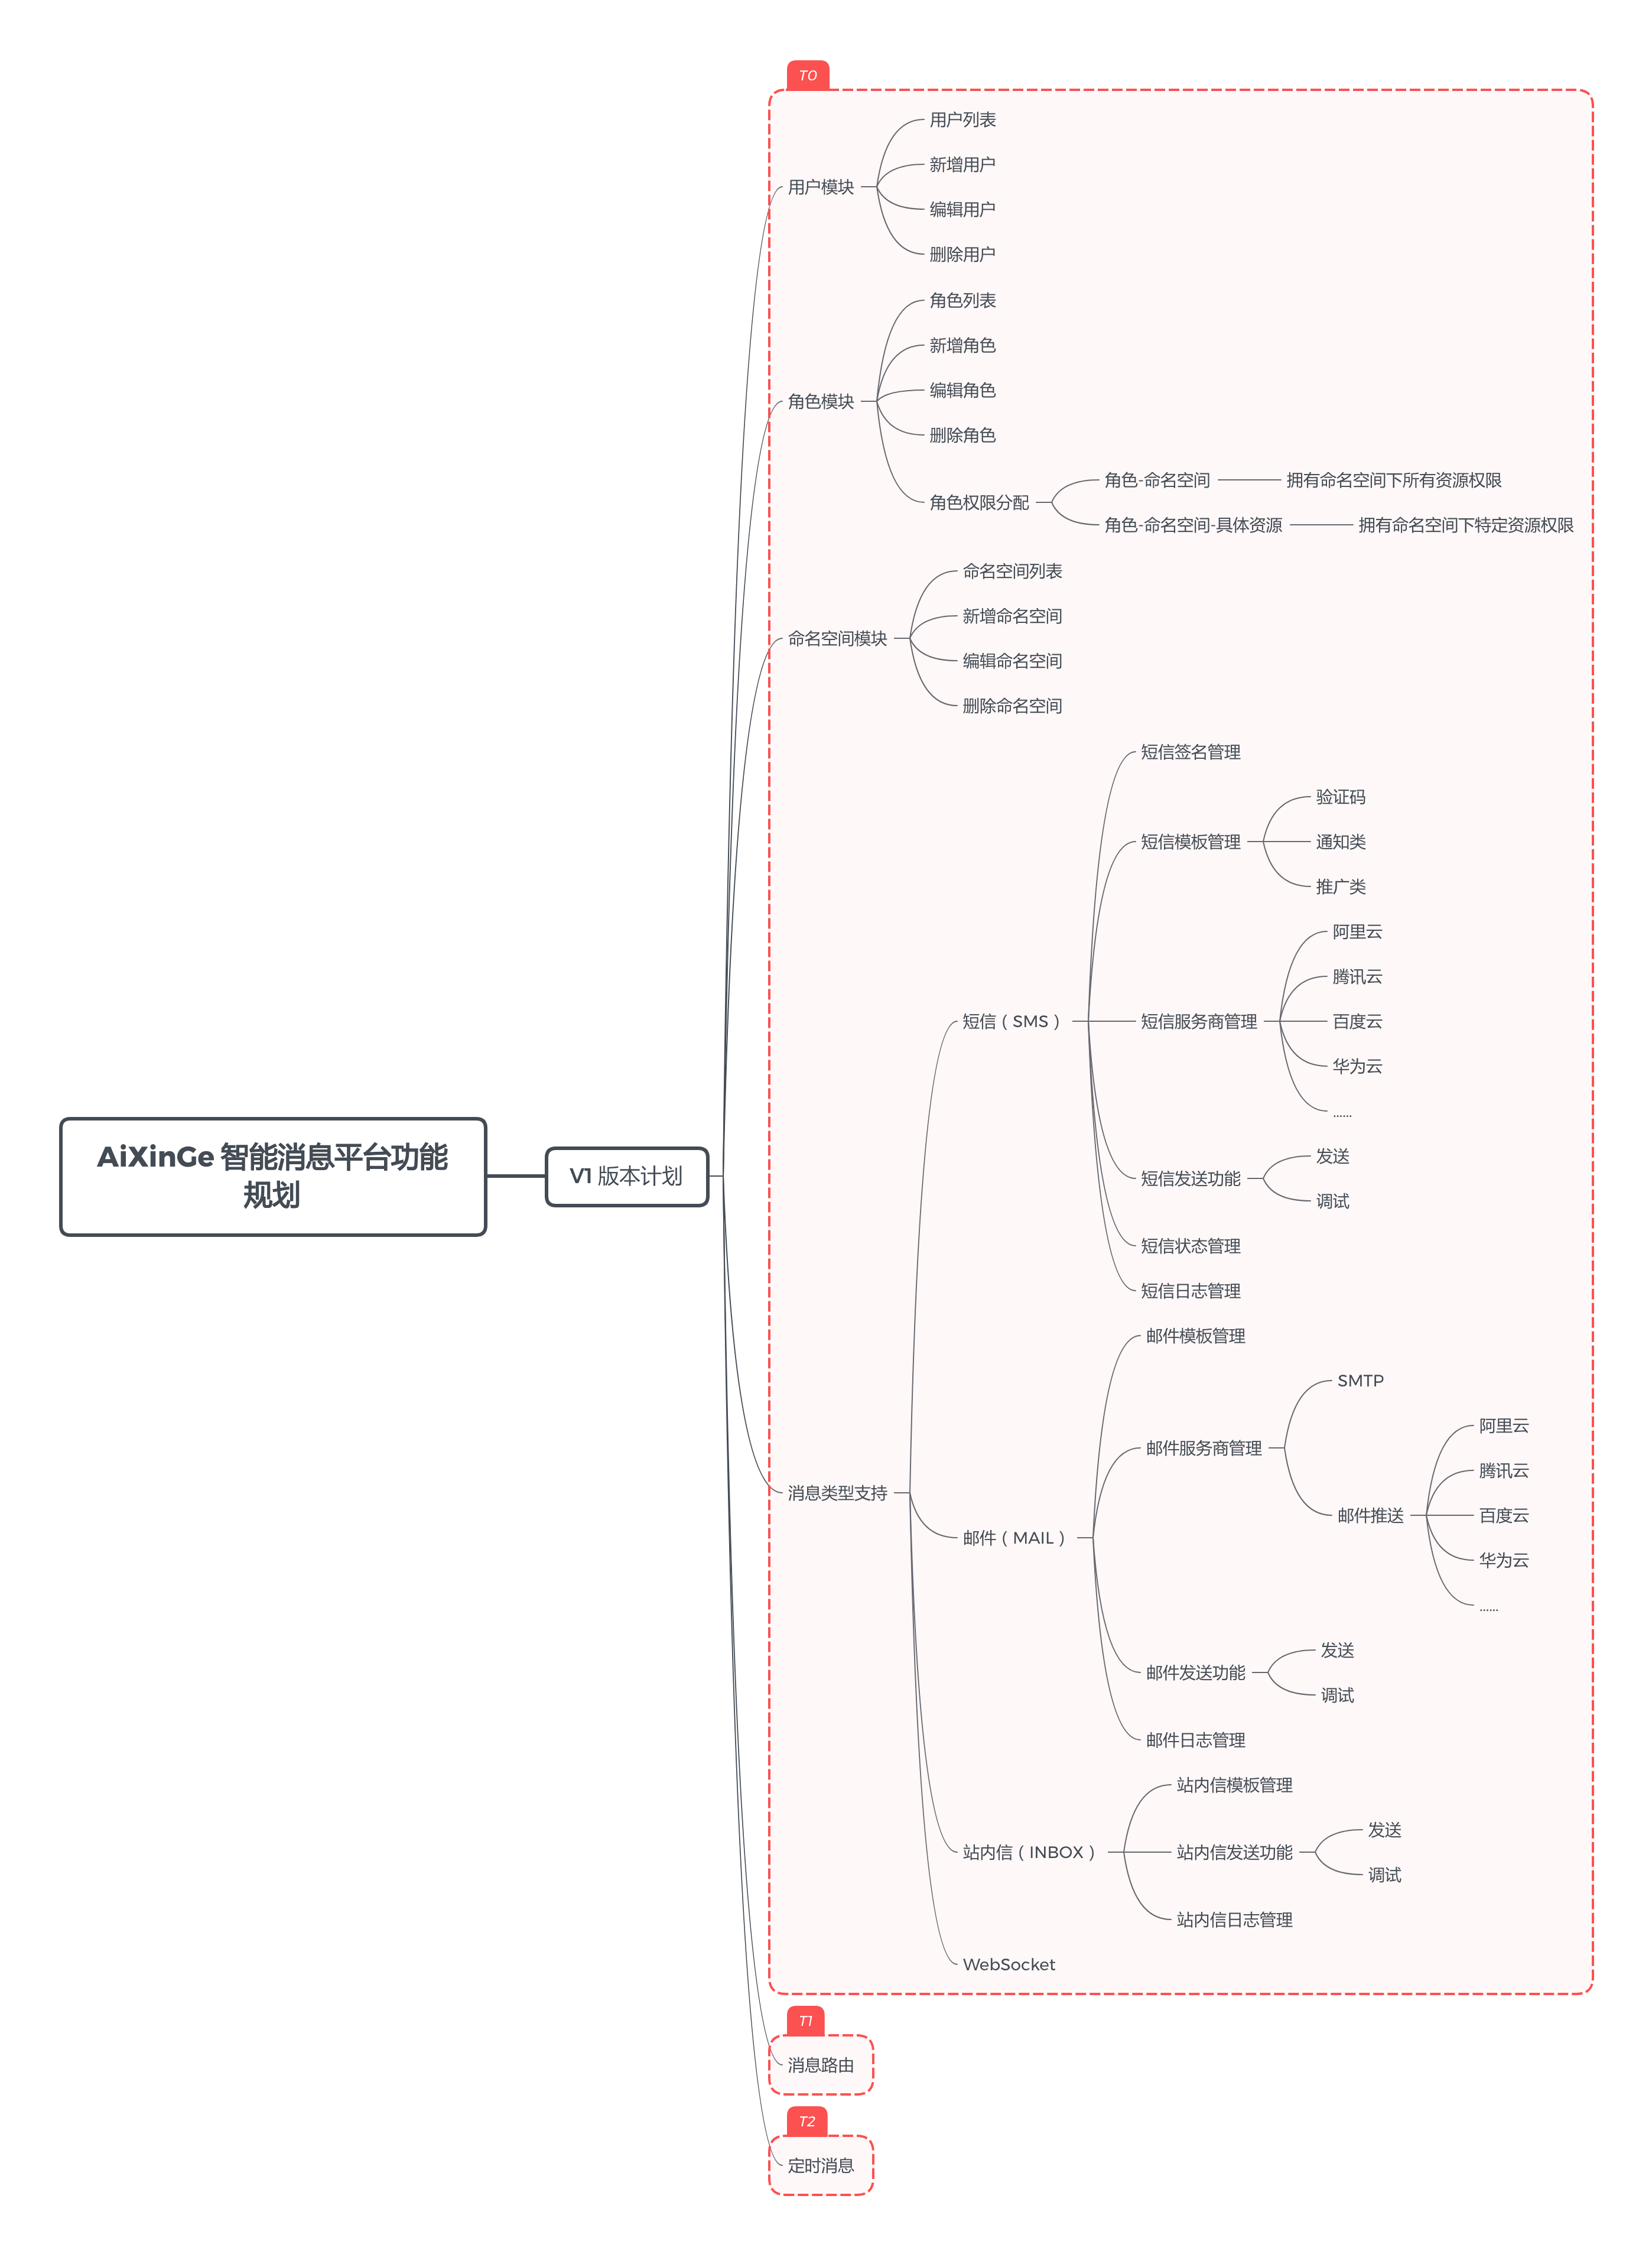 AiXinGe 智能消息平台功能
规划
V1 版本计划
T0
用户模块
用户列表
新增用户
编辑用户
删除用户
角色模块
角色列表
新增角色
编辑角色
删除角色
角色权限分配
角色-命名空间
拥有命名空间下所有资源权限
角色-命名空间-具体资源
拥有命名空间下特定资源权限
命名空间模块
命名空间列表
新增命名空间
编辑命名空间
删除命名空间
消息类型支持
短信（SMS）
短信签名管理
短信模板管理
验证码
通知类
推广类
短信服务商管理
阿里云
腾讯云
百度云
华为云
......
短信发送功能
发送
调试
短信状态管理
短信日志管理
邮件（MAIL）
邮件模板管理
邮件服务商管理
SMTP
邮件推送
阿里云
腾讯云
百度云
华为云
......
邮件发送功能
发送
调试
邮件日志管理
站内信（INBOX）
站内信模板管理
站内信发送功能
发送
调试
站内信日志管理
WebSocket
T1
消息路由
T2
定时消息